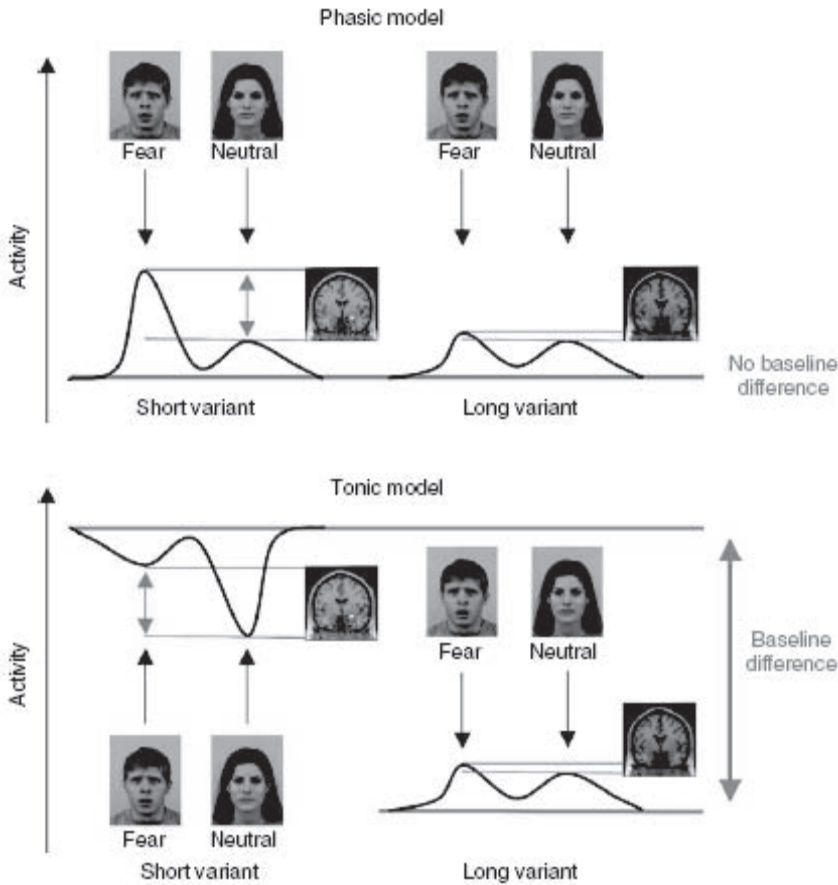 Phasic model
Fear Neutral Fear Neutral
Activity
No baseline
difference
Short variant Long variant
Tonic model
Fear Neutral
Baseline
difference
Activity
Fear Neutral
Short variant Long variant